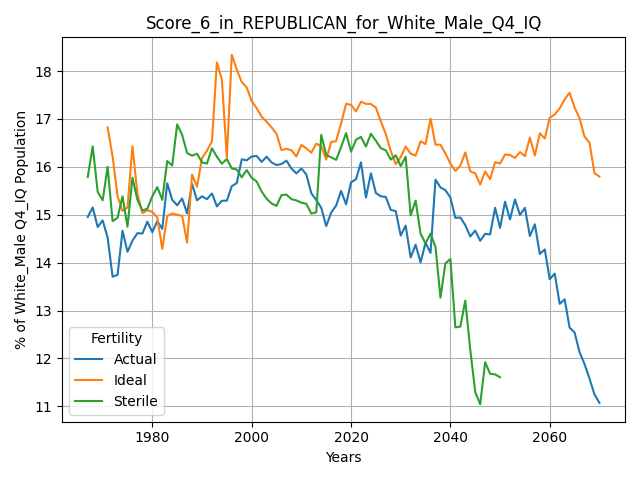 Score_6_in_REPUBLICAN_for_White_Male_Q4_IQ
% of White_Male Q4_IQ Population
18
17
16
15
14
13
12
11
Fertility
Actual
Ideal
Sterile
1980
2000
2020
2040
2060
Years